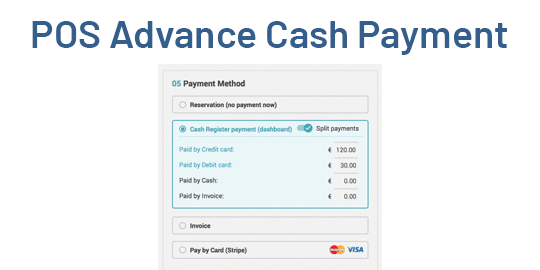 POS Advance Cash Payment
05 Payment Method
Reservation (no payment now)
Cash Register payment (dashboard) Split payments
Paid by Credit card: € 120.00
Paid by Debit card: € 30.00
Paid by Cash: € 0.00
Paid by Invoice: € 0.00
Invoice
Pay by Card (Stripe) MasterCard VISA